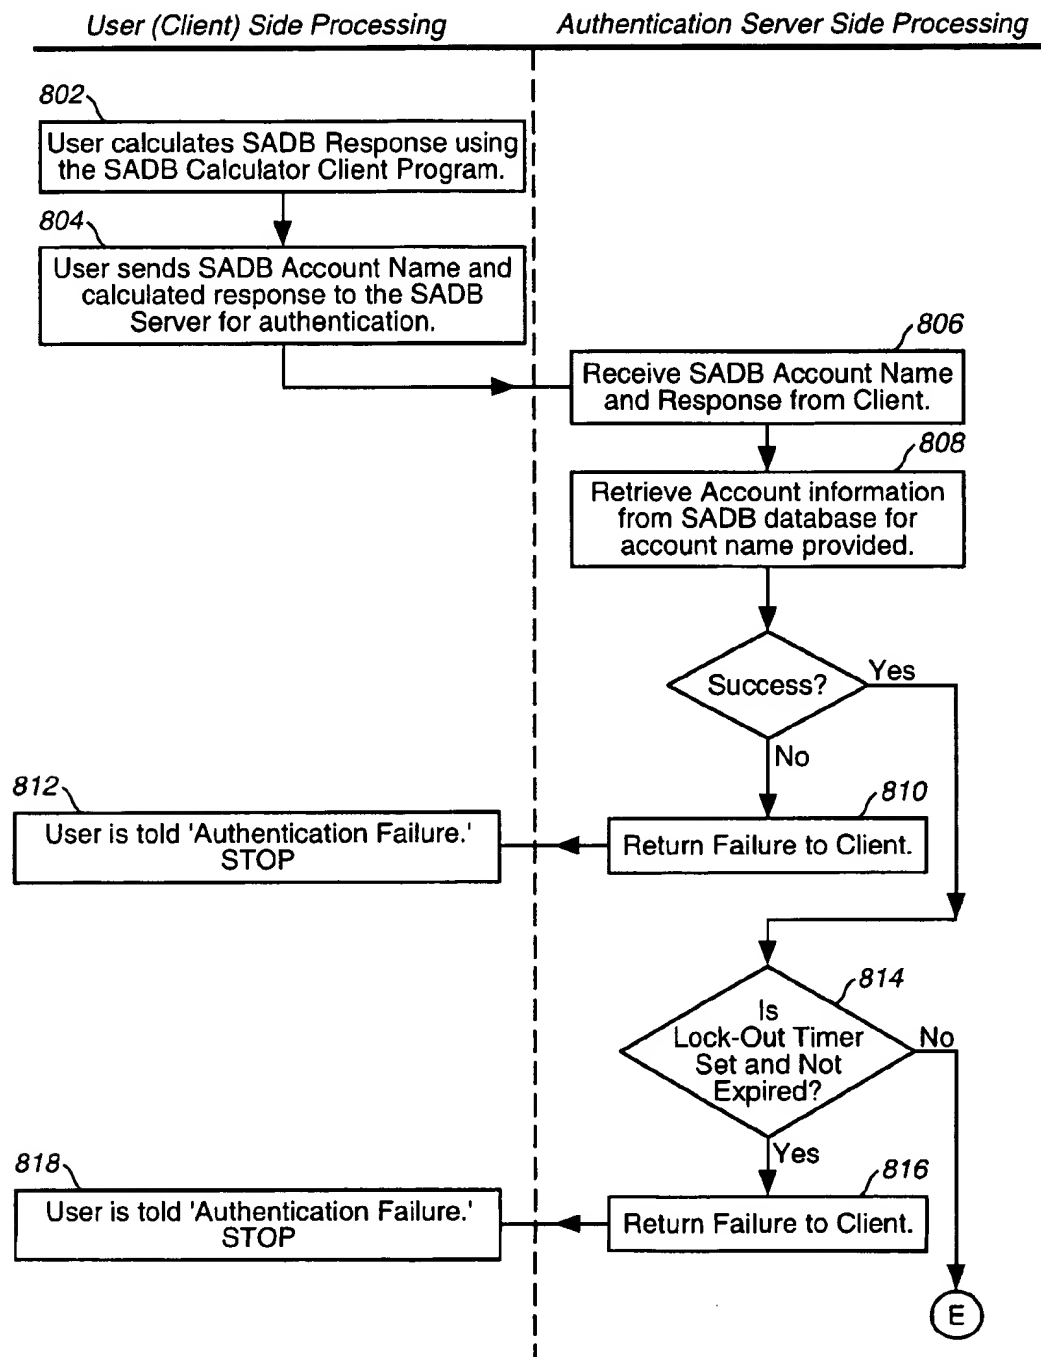 User (Client) Side Processing
Authentication Server Side Processing
802
User calculates SADB Response using
the SADB Calculator Client Program.
804
User sends SADB Account Name and
calculated response to the SADB
Server for authentication.
806
Receive SADB Account Name
and Response from Client.
808
Retrieve Account information
from SADB database for
account name provided.
Success?
Yes
No
812
User is told 'Authentication Failure.'
STOP
810
Return Failure to Client.
814
Is
Lock-Out Timer
Set and Not
Expired?
No
Yes
818
User is told 'Authentication Failure.'
STOP
816
Return Failure to Client.
E